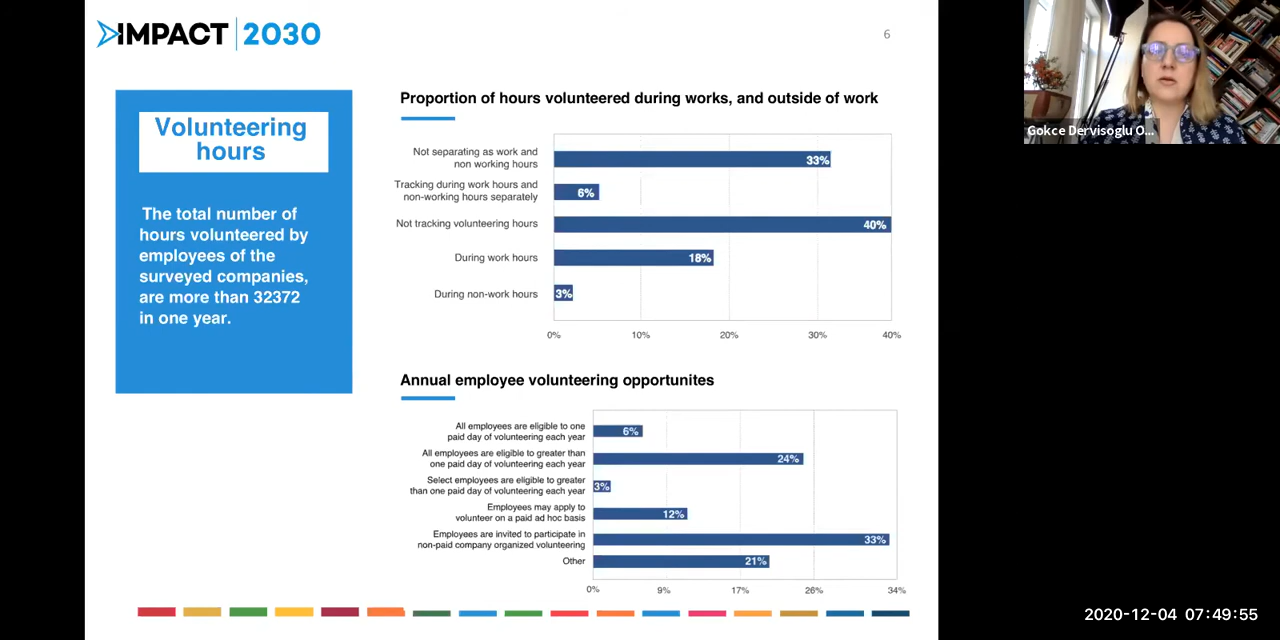 IMPACT 2030
6
Volunteering
hours
The total number of
hours volunteered by
employees of the
surveyed companies,
are more than 32372
in one year.
Proportion of hours volunteered during works, and outside of work
Not separating as work and
non working hours
33%
Tracking during work hours and
non-working hours separately
6%
Not tracking volunteering hours
40%
During work hours
18%
During non-work hours
3%
0% 10% 20% 30% 40%
Annual employee volunteering opportunites
All employees are eligible to one
paid day of volunteering each year
6%
All employees are eligible to greater than
one paid day of volunteering each year
24%
Select employees are eligible to greater
than one paid day of volunteering each year
3%
Employees may apply to
volunteer on a paid ad hoc basis
12%
Employees are invited to participate in
non-paid company organized volunteering
33%
Other
21%
0% 9% 17% 26% 34%
Gokce Dervisoglu O...
2020-12-04 07:49:55